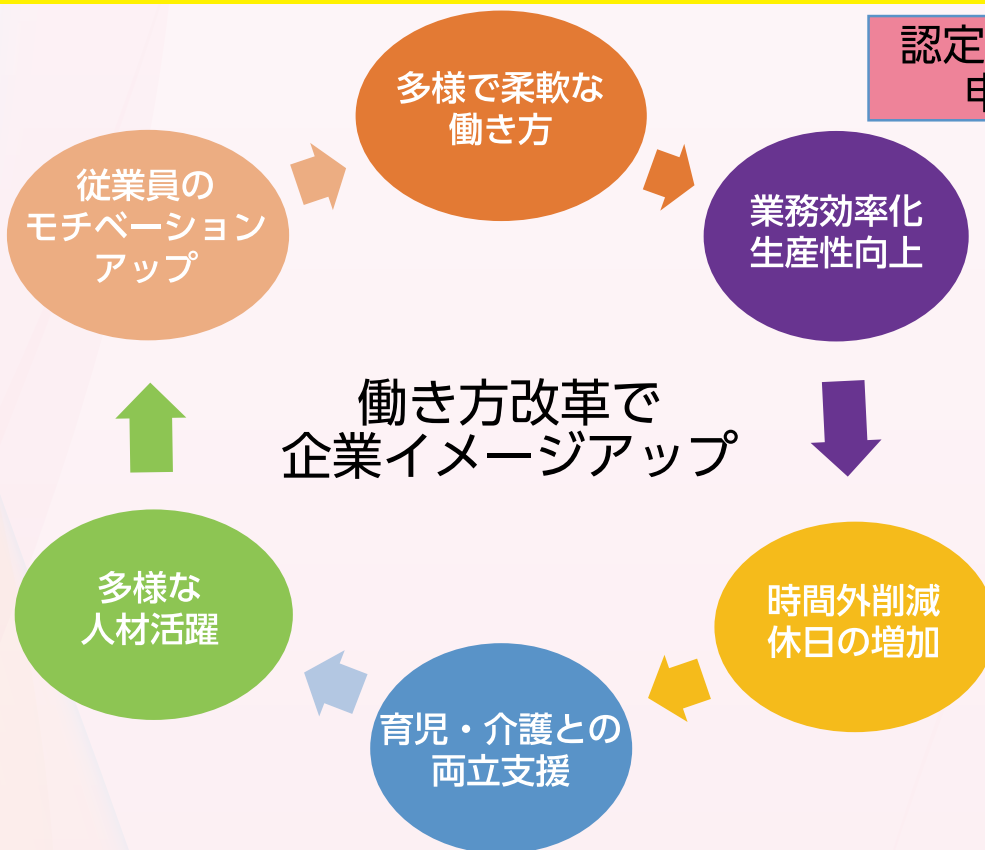 多様で柔軟な
働き方
認定
業務効率化
生産性向上
時間外削減
休日の増加
育児・介護との
両立支援
多様な
人材活躍
従業員の
モチベーション
アップ
働き方改革で
企業イメージアップ